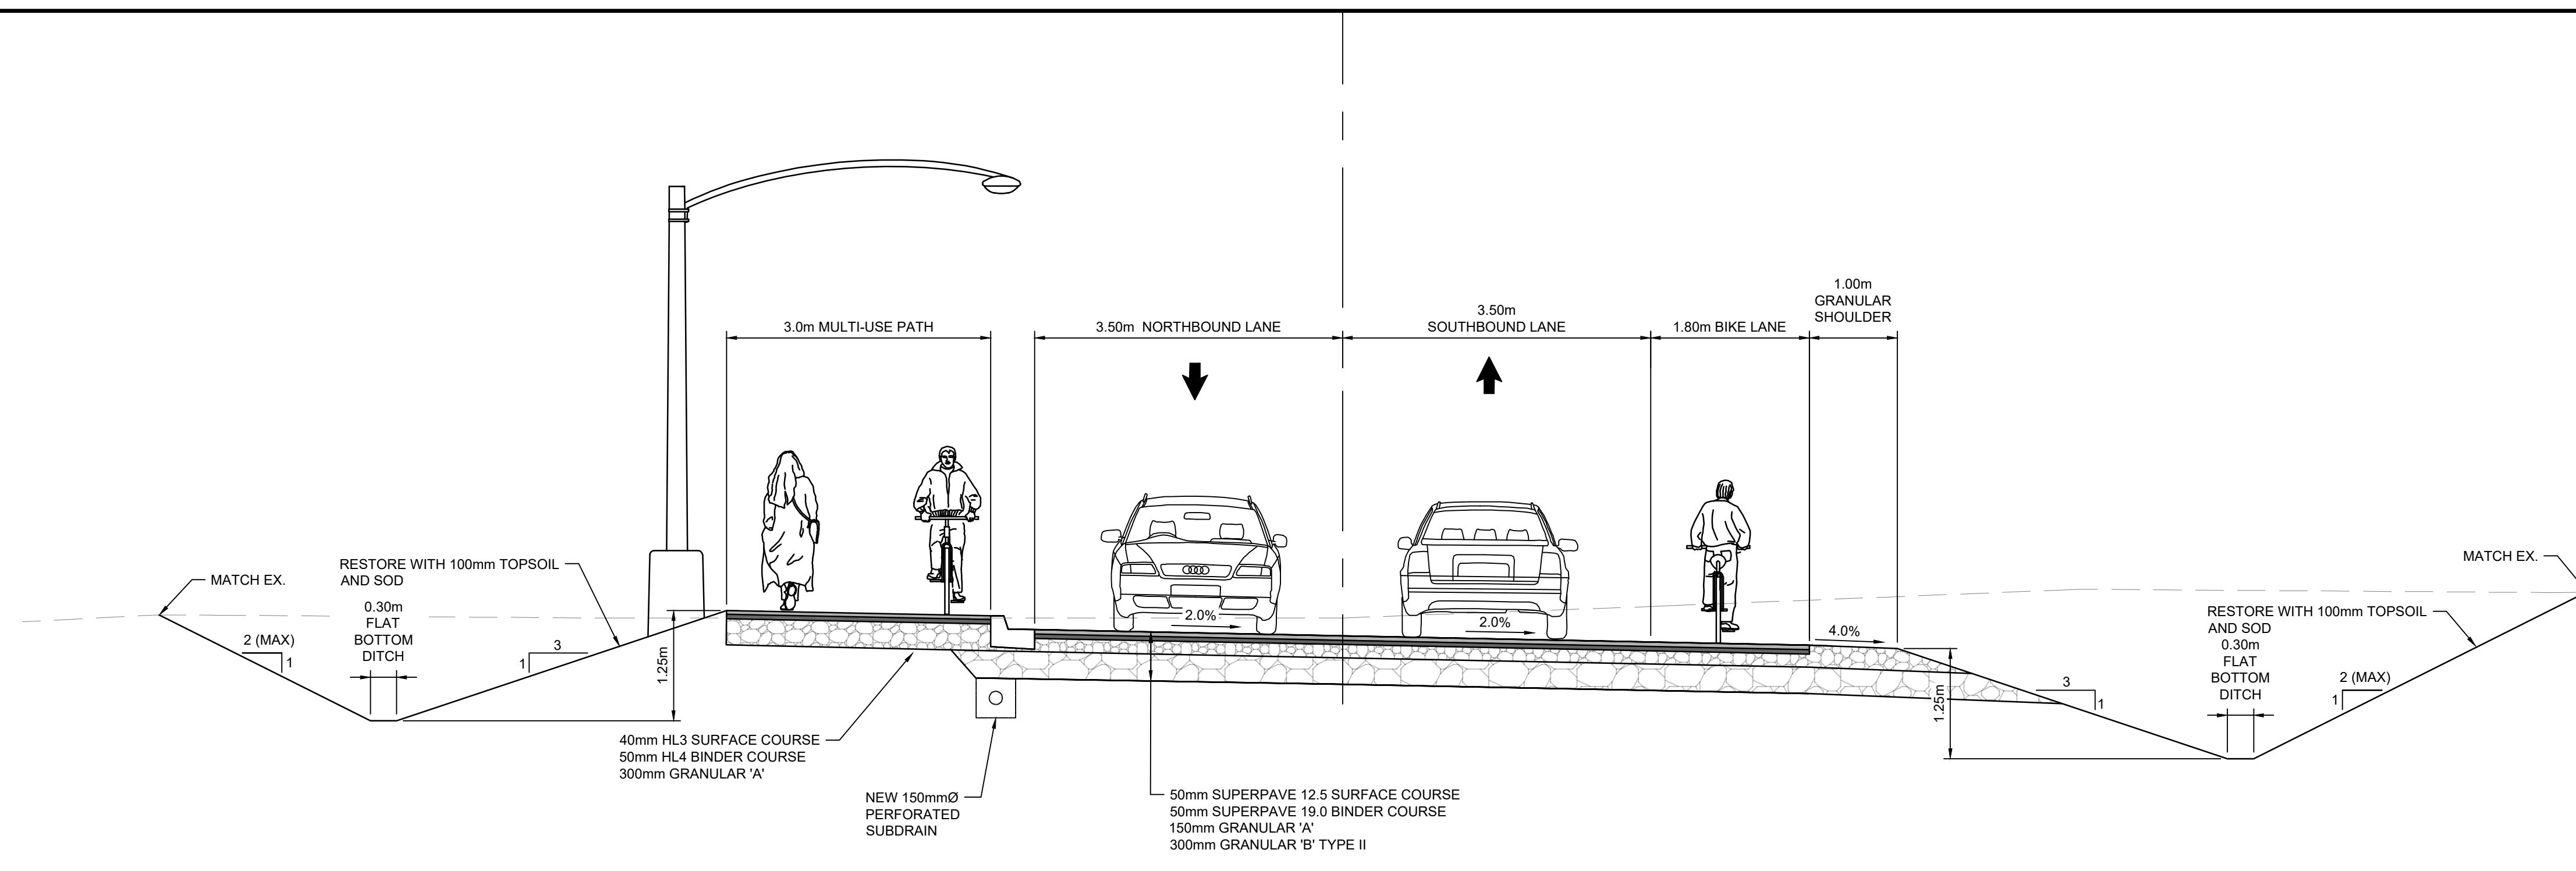 1.00m
GRANULAR
SHOULDER
3.0m MULTI-USE PATH
3.50m NORTHBOUND LANE
3.50m
SOUTHBOUND LANE
1.80m BIKE LANE
MATCH EX.
RESTORE WITH 100mm TOPSOIL
AND SOD
0.30m
FLAT
BOTTOM
DITCH
2 (MAX)
1
3
1
1.25m
2.0%
2.0%
4.0%
MATCH EX.
RESTORE WITH 100mm TOPSOIL
AND SOD
0.30m
FLAT
BOTTOM
DITCH
3
1
1.25m
2 (MAX)
1
40mm HL3 SURFACE COURSE
50mm HL4 BINDER COURSE
300mm GRANULAR 'A'
NEW 150mmØ
PERFORATED
SUBDRAIN
50mm SUPERPAVE 12.5 SURFACE COURSE
50mm SUPERPAVE 19.0 BINDER COURSE
150mm GRANULAR 'A'
300mm GRANULAR 'B' TYPE II